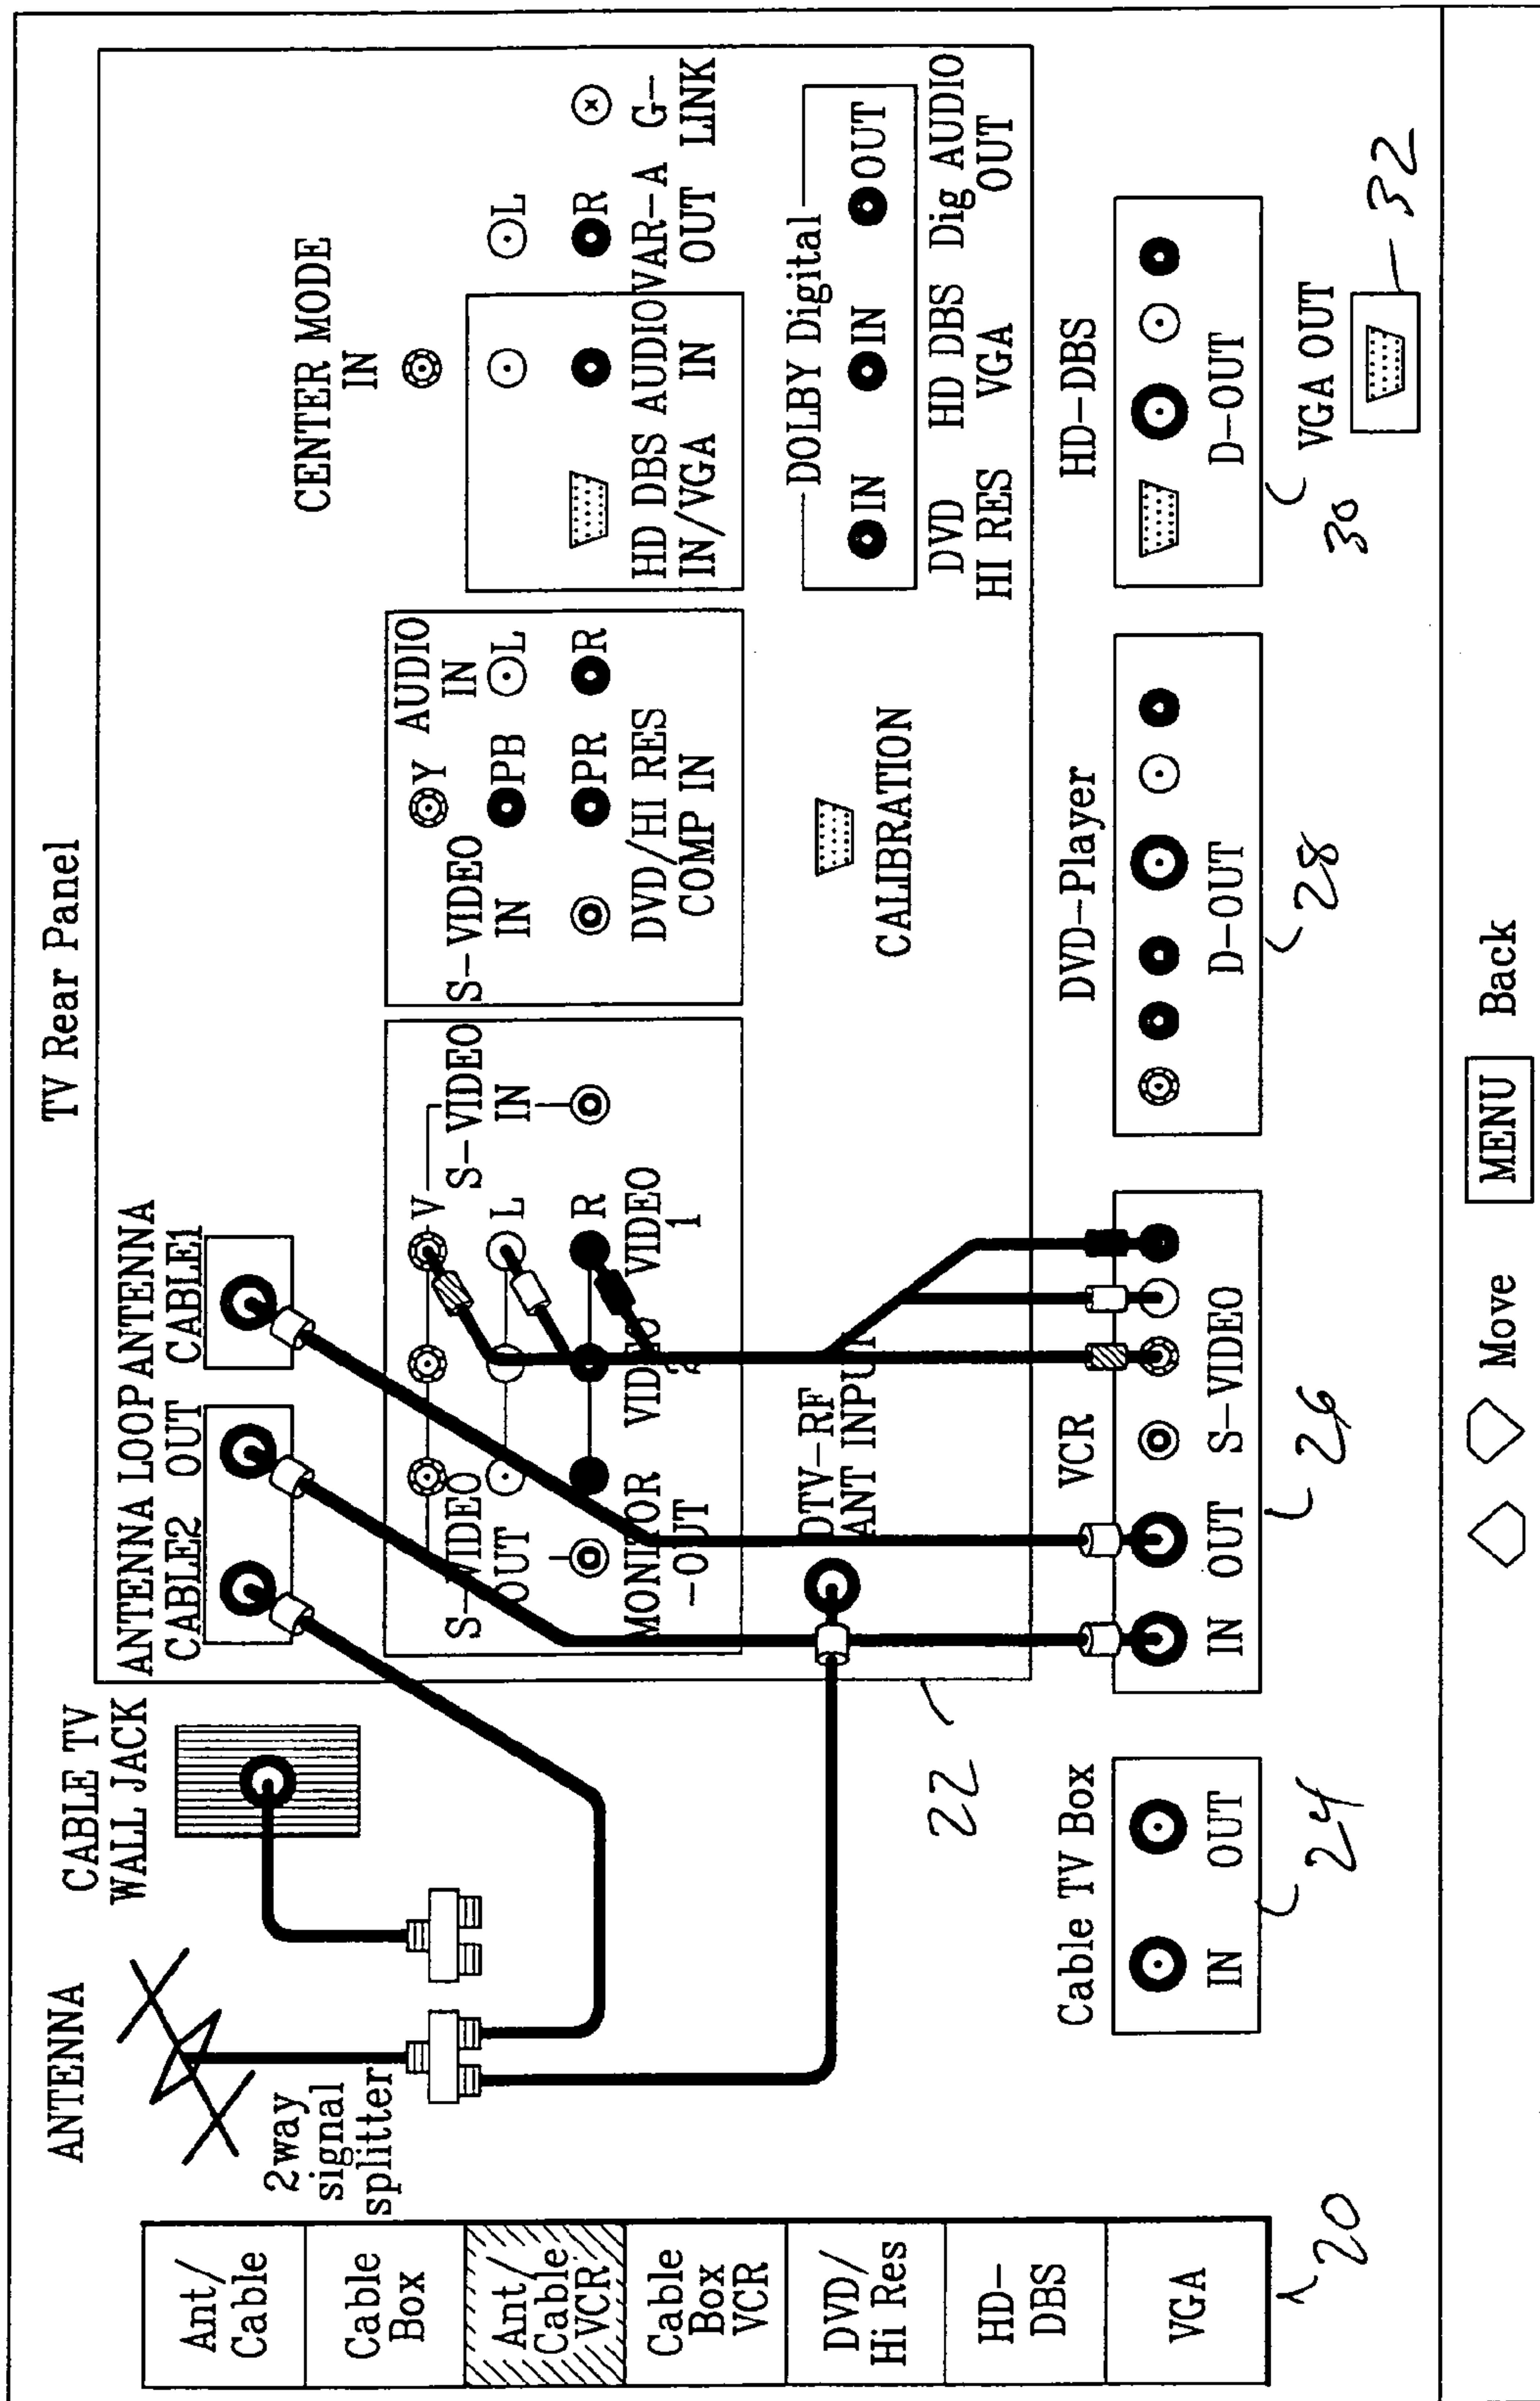 TV Rear Panel
ANTENNA
CABLE TV
WALL JACK
2way
signal
splitter
ANTENNA LOOP ANTENNA
CABLE2 OUT CABLE1
CENTER MODE
IN
S-VIDEO
OUT
V
L
R
S-VIDEO
IN
MONITOR
-OUT
VIDEO
2
VIDEO
1
S-VIDEO
IN
Y
PB
PR
AUDIO
IN
L
R
DVD/HI RES
COMP IN
HD DBS AUDIO
IN/VGA IN
L
R
VAR-A
OUT
G-
LINK
DTV-RF
ANT INPUT
CALIBRATION
DOLBY Digital
IN
IN
OUT
DVD
HI RES
HD DBS
VGA
Dig AUDIO
OUT
22
Cable TV Box
IN OUT
24
VCR
IN OUT S-VIDEO
26
DVD-Player
D-OUT
28
HD-DBS
D-OUT
30
VGA OUT
32
Ant/
Cable
Cable
Box
Ant/
Cable
VCR
Cable
Box
VCR
DVD/
Hi Res
HD-
DBS
VGA
20
Move MENU Back